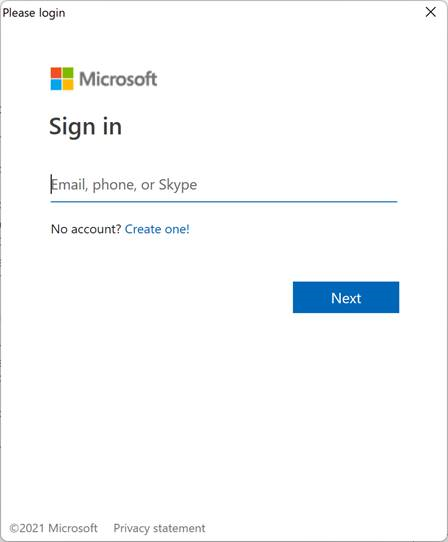 Please login
Microsoft
Sign in
Email, phone, or Skype
No account? Create one!
Next
©2021 Microsoft Privacy statement